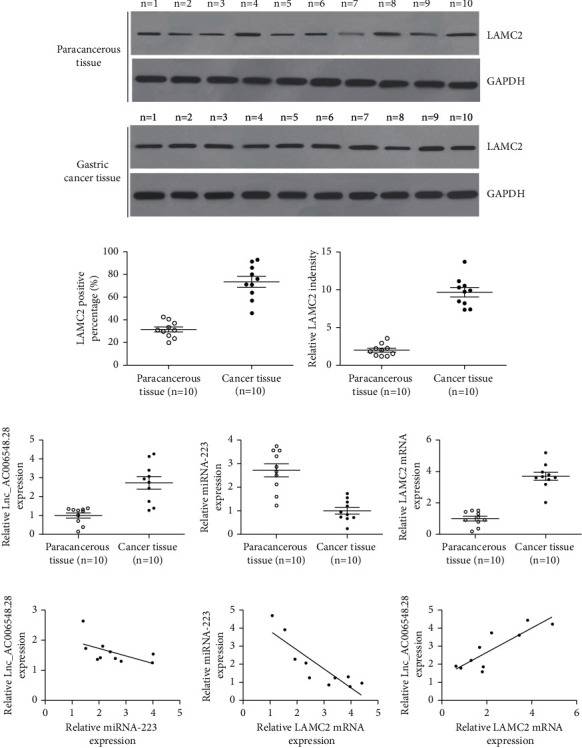 n=1 n=2 n=3 n=4 n=5 n=6 n=7 n=8 n=9 n=10
Paracancerous
tissue
LAMC2
GAPDH
n=1 n=2 n=3 n=4 n=5 n=6 n=7 n=8 n=9 n=10
Gastric
cancer tissue
LAMC2
GAPDH
LAMC2 positive
percentage (%)
100
80
60
40
20
0
Paracancerous
tissue (n=10)
Cancer tissue
(n=10)
Relative LAMC2 indensity
15
10
5
0
Paracancerous
tissue (n=10)
Cancer tissue
(n=10)
Relative Lnc_AC006548.28
expression
5
4
3
2
1
0
Paracancerous
tissue (n=10)
Cancer tissue
(n=10)
Relative miRNA-223
expression
4
3
2
1
0
Paracancerous
tissue (n=10)
Cancer tissue
(n=10)
Relative LAMC2 mRNA
expression
6
4
2
0
Paracancerous
tissue (n=10)
Cancer tissue
(n=10)
Relative Lnc_AC006548.28
expression
3
2
1
0
0 1 2 3 4 5
Relative miRNA-223
expression
Relative miRNA-223
expression
5
4
3
2
1
0
0 1 2 3 4 5
Relative LAMC2 mRNA
expression
Relative Lnc_AC006548.28
expression
5
4
3
2
1
0
0 2 4 6
Relative LAMC2 mRNA
expression